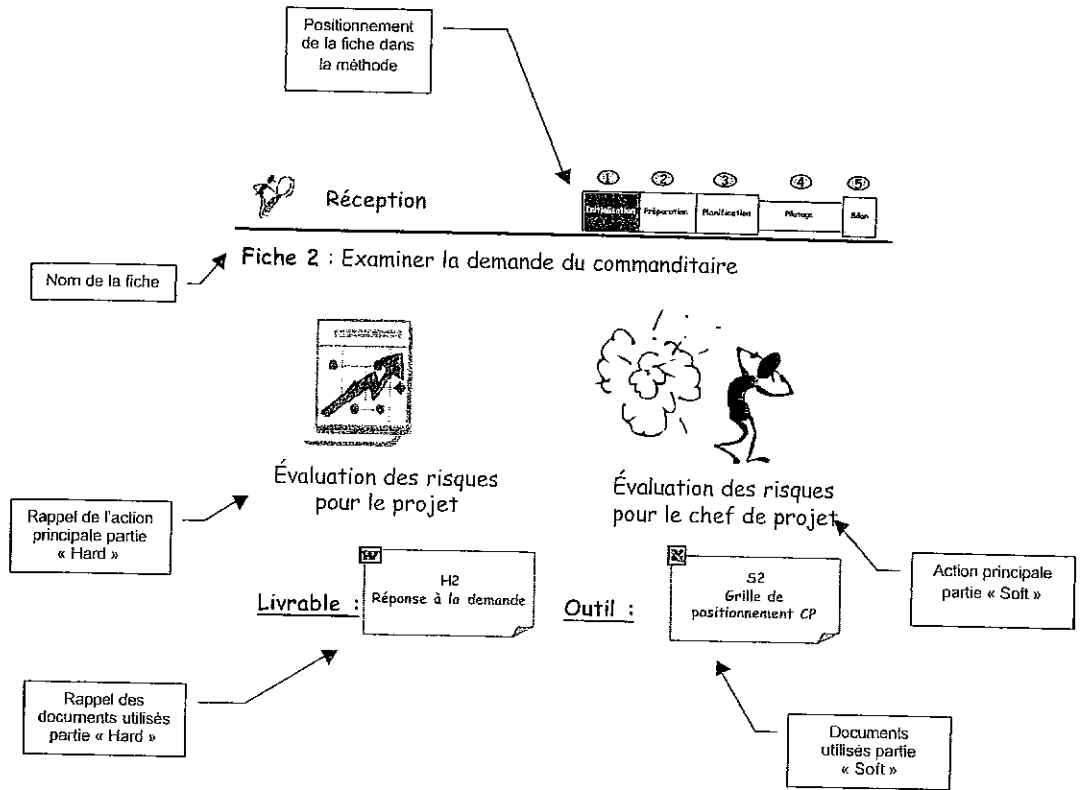 Positionnement
de la fiche dans
la méthode
① ② ③ ④ ⑤
Réception
Préparation Planification Pilotage Bilan
Fiche 2 : Examiner la demande du commanditaire
Nom de la fiche
Évaluation des risques
pour le projet
Évaluation des risques
pour le chef de projet
Rappel de l'action
principale partie
« Hard »
Action principale
partie « Soft »
Livrable :
H2
Réponse à la demande
Outil :
S2
Grille de
positionnement CP
Rappel des
documents utilisés
partie « Hard »
Documents
utilisés partie
« Soft »